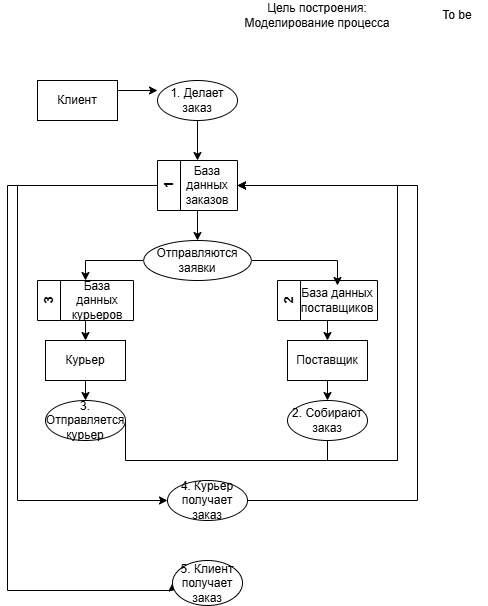 Цель построения:
Моделирование процесса
To be
Клиент
1. Делает
заказ
1
База
данных
заказов
Отправляются
заявки
3
База
данных
курьеров
2
База данных
поставщиков
Курьер
Поставщик
3.
Отправляется
курьер
2. Собирают
заказ
4. Курьер
получает
заказ
5. Клиент
получает
заказ